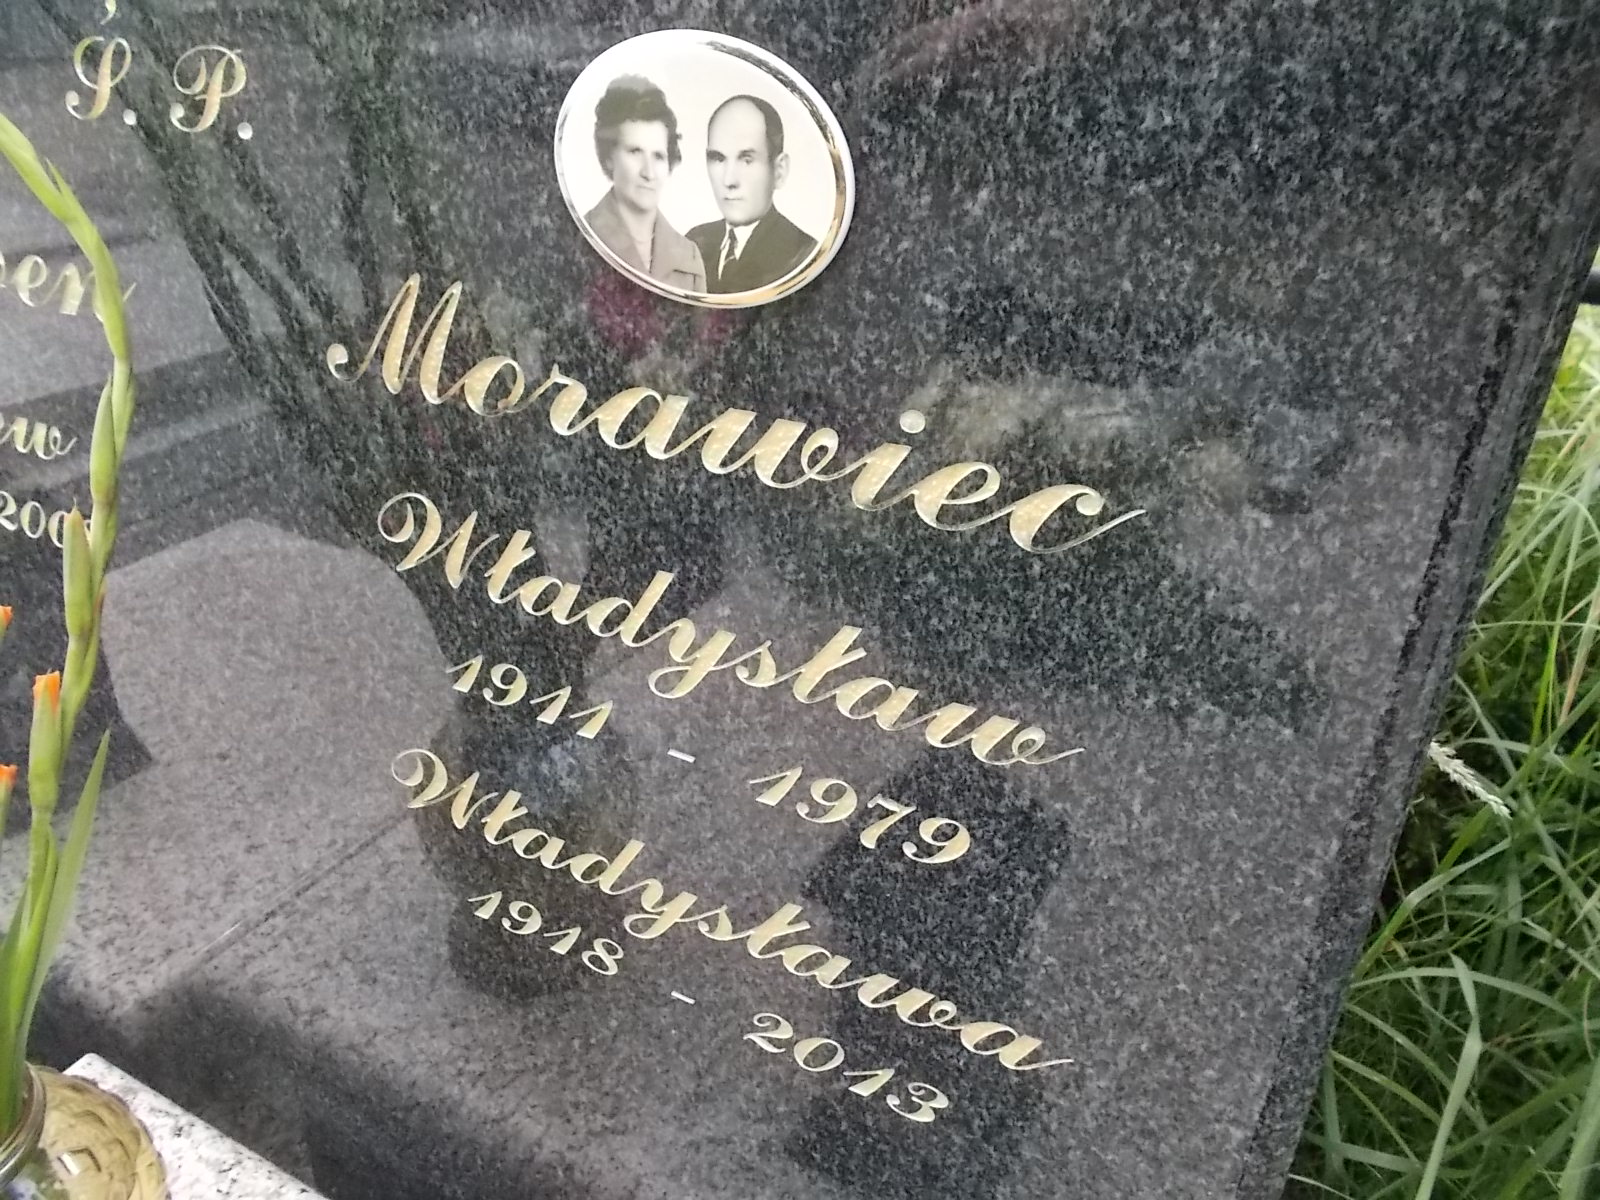 Ś. P.
Morawiec
Władysław
1911 - 1979
Władysława
1918 - 2013